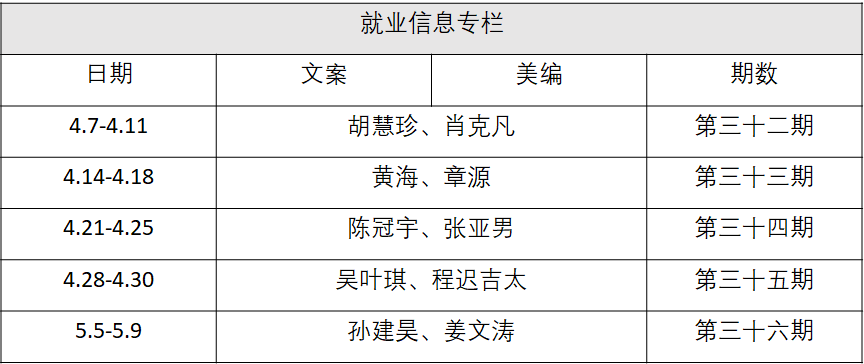 就业信息专栏
日期 文案 美编 期数
4.7-4.11 胡慧珍、肖克凡 第三十二期
4.14-4.18 黄海、章源 第三十三期
4.21-4.25 陈冠宇、张亚男 第三十四期
4.28-4.30 吴叶琪、程迟吉太 第三十五期
5.5-5.9 孙建昊、姜文涛 第三十六期